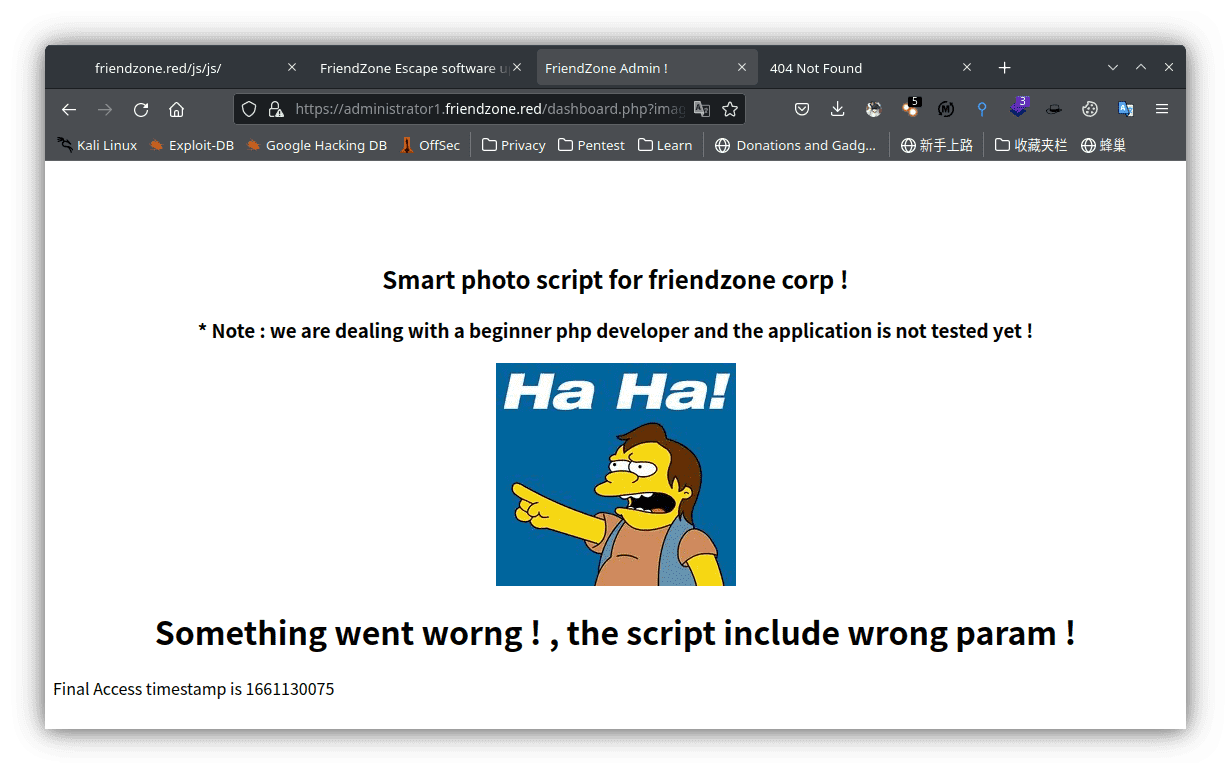 friendzone.red/js/js/
FriendZone Escape software u
FriendZone Admin !
404 Not Found
https://administrator1.friendzone.red/dashboard.php?imag
5
3
Kali Linux
Exploit-DB
Google Hacking DB
OffSec
Privacy
Pentest
Learn
Donations and Gadg...
新手上路
收藏夹栏
蜂巢
Smart photo script for friendzone corp !
* Note : we are dealing with a beginner php developer and the application is not tested yet !
Ha Ha!
Something went worng ! , the script include wrong param !
Final Access timestamp is 1661130075